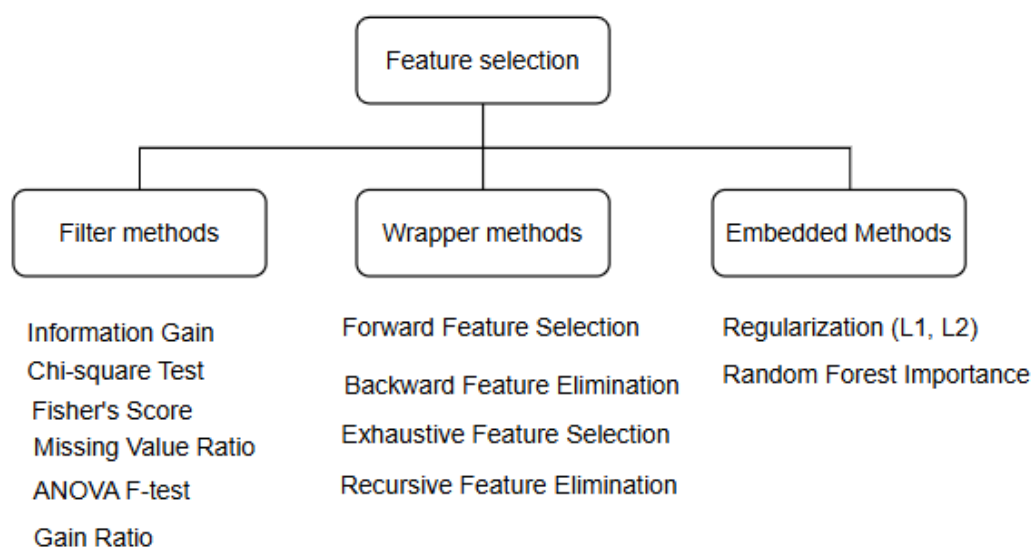 Feature selection
Filter methods
Wrapper methods
Embedded Methods
Information Gain
Chi-square Test
Fisher's Score
Missing Value Ratio
ANOVA F-test
Gain Ratio
Forward Feature Selection
Backward Feature Elimination
Exhaustive Feature Selection
Recursive Feature Elimination
Regularization (L1, L2)
Random Forest Importance